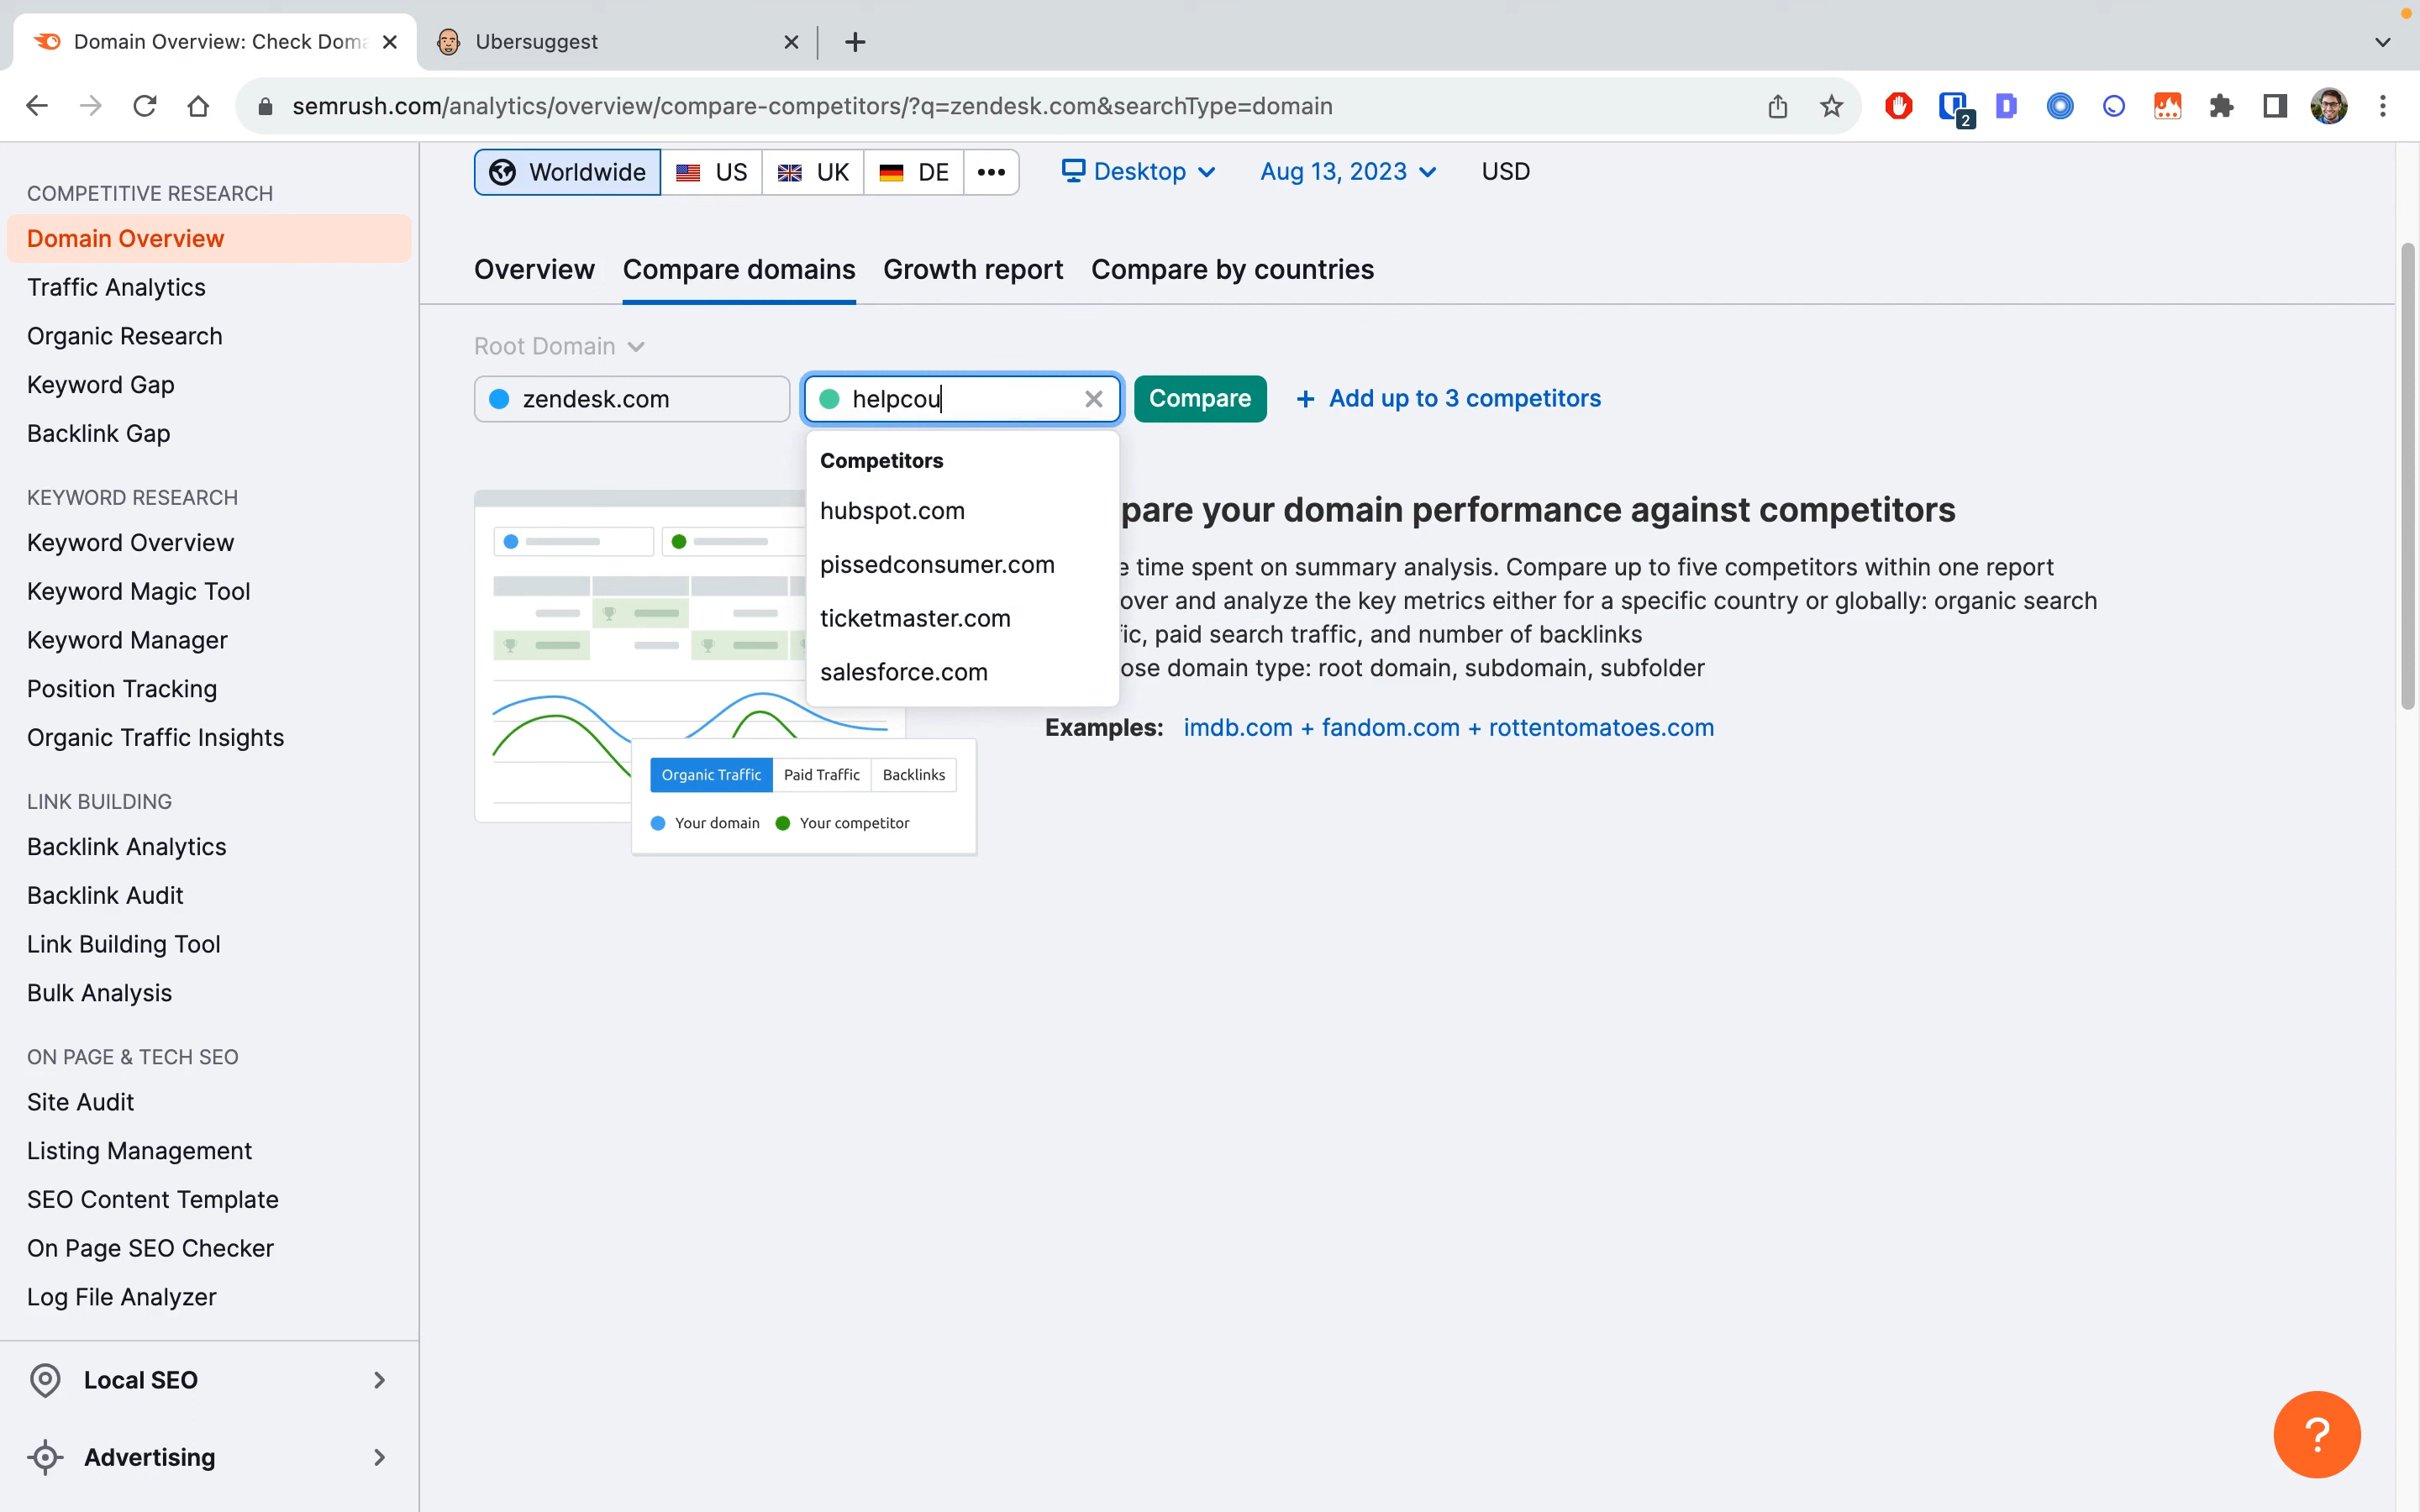 Domain Overview: Check Doma
Ubersuggest
semrush.com/analytics/overview/compare-competitors/?q=zendesk.com&searchType=domain
2
COMPETITIVE RESEARCH
Domain Overview
Traffic Analytics
Organic Research
Keyword Gap
Backlink Gap
KEYWORD RESEARCH
Keyword Overview
Keyword Magic Tool
Keyword Manager
Position Tracking
Organic Traffic Insights
LINK BUILDING
Backlink Analytics
Backlink Audit
Link Building Tool
Bulk Analysis
ON PAGE & TECH SEO
Site Audit
Listing Management
SEO Content Template
On Page SEO Checker
Log File Analyzer
Local SEO
Advertising
Worldwide US UK DE ••• Desktop Aug 13, 2023 USD
Overview Compare domains Growth report Compare by countries
Root Domain
zendesk.com helpcou Compare + Add up to 3 competitors
Competitors
hubspot.com
pissedconsumer.com
ticketmaster.com
salesforce.com
pare your domain performance against competitors
e time spent on summary analysis. Compare up to five competitors within one report
over and analyze the key metrics either for a specific country or globally: organic search
ic, paid search traffic, and number of backlinks
ose domain type: root domain, subdomain, subfolder
Examples: imdb.com + fandom.com + rottentomatoes.com
Organic Traffic Paid Traffic Backlinks
Your domain Your competitor
?